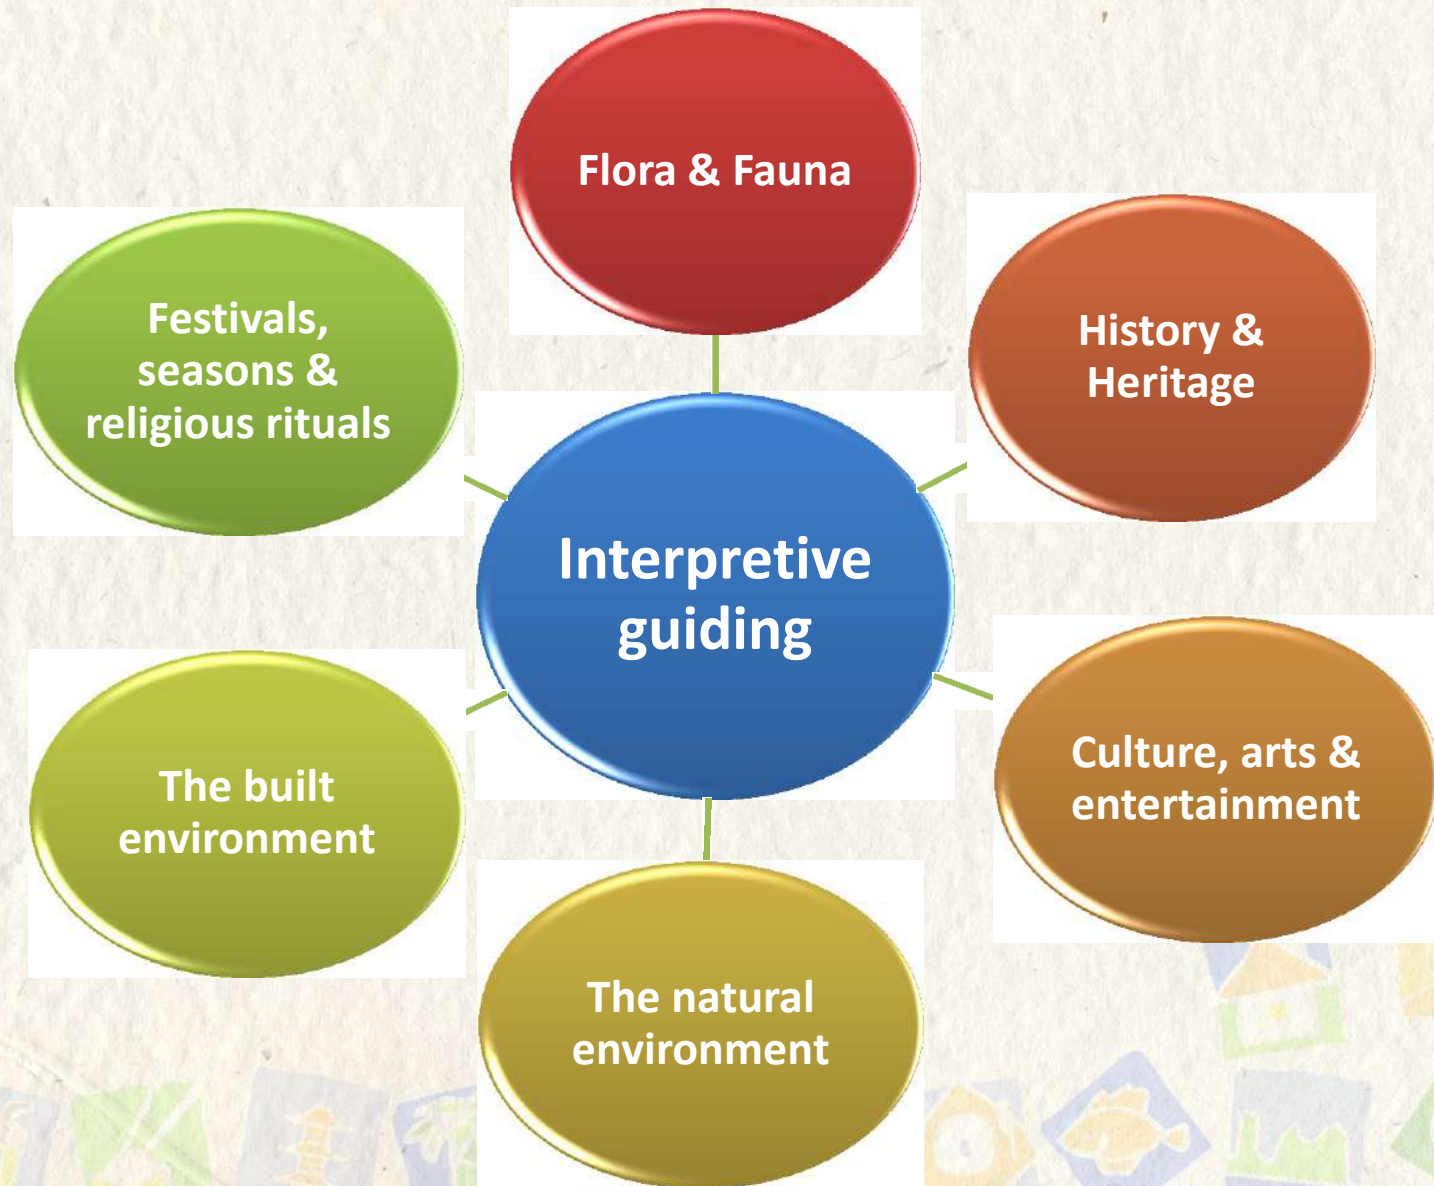 Flora & Fauna
History &
Heritage
Culture, arts &
entertainment
The natural
environment
The built
environment
Festivals,
seasons &
religious rituals
Interpretive
guiding